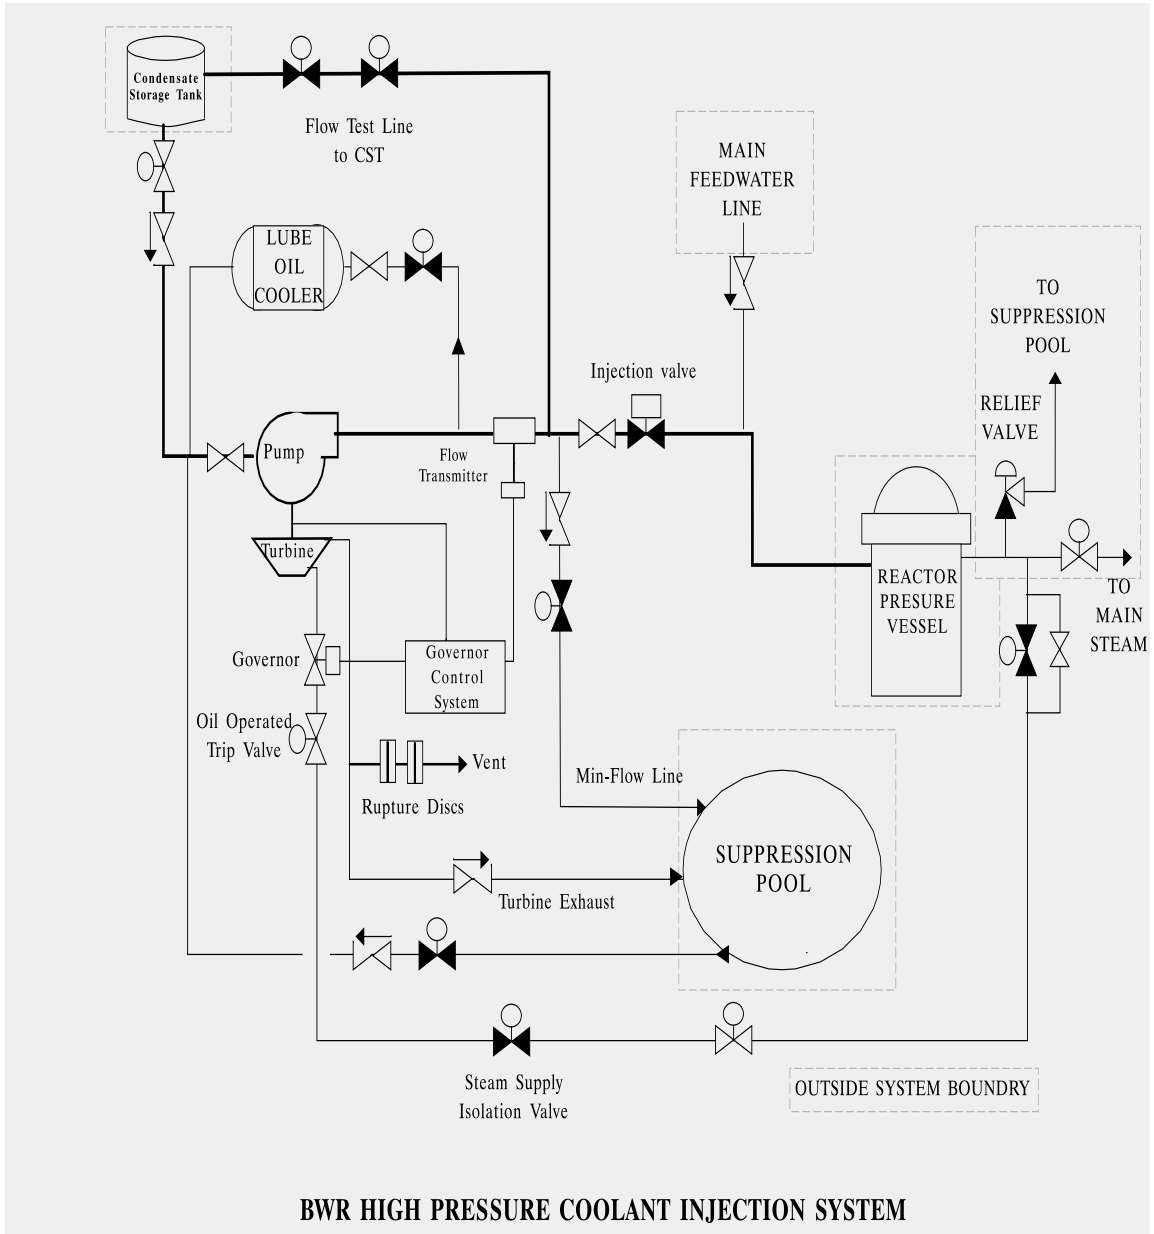 Condensate
Storage Tank
Flow Test Line
to CST
MAIN
FEEDWATER
LINE
LUBE
OIL
COOLER
TO
SUPPRESSION
POOL
Injection valve
RELIEF
VALVE
Pump
Flow
Transmitter
Turbine
REACTOR
PRESURE
VESSEL
TO
MAIN
STEAM
Governor
Governor
Control
System
Oil Operated
Trip Valve
Vent
Rupture Discs
Min-Flow Line
SUPPRESSION
POOL
Turbine Exhaust
Steam Supply
Isolation Valve
OUTSIDE SYSTEM BOUNDRY
BWR HIGH PRESSURE COOLANT INJECTION SYSTEM